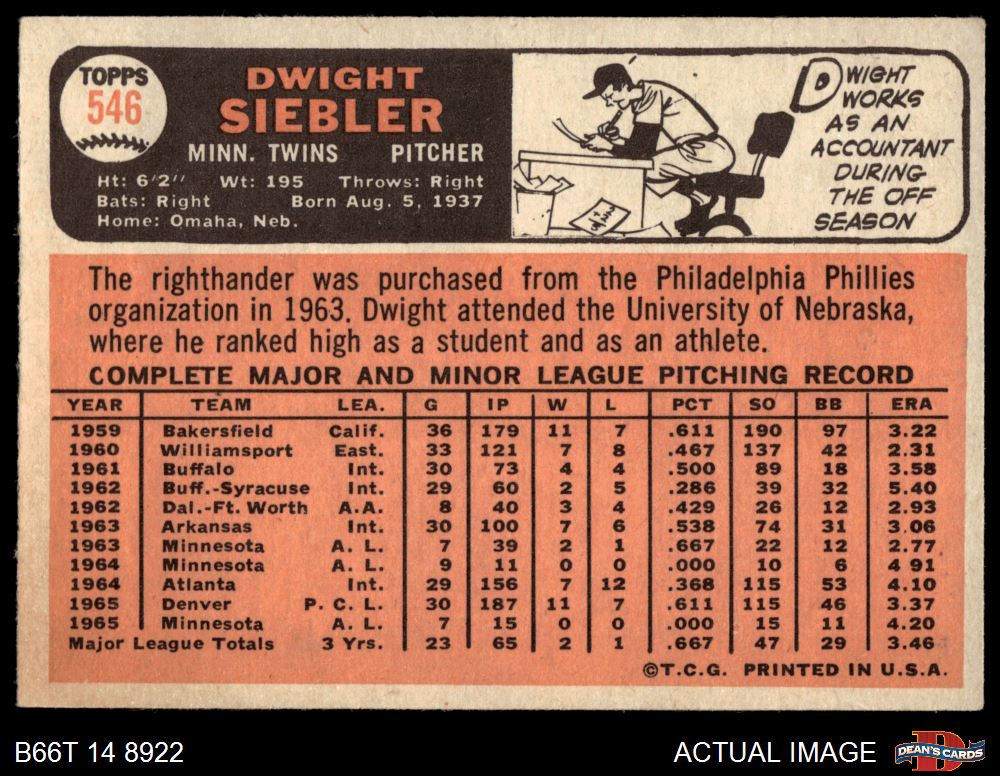 TOPPS
546
DWIGHT
SIEBLER
MINN. TWINS PITCHER
Ht: 6'2" Wt: 195 Throws: Right
Bats: Right Born Aug. 5, 1937
Home: Omaha, Neb.
DWIGHT
WORKS
AS AN
ACCOUNTANT
DURING
THE OFF
SEASON
The righthander was purchased from the Philadelphia Phillies
organization in 1963. Dwight attended the University of Nebraska,
where he ranked high as a student and as an athlete.
COMPLETE MAJOR AND MINOR LEAGUE PITCHING RECORD
YEAR TEAM LEA. G IP W L PCT SO BB ERA
1959 Bakersfield Calif. 36 179 11 7 .611 190 97 3.22
1960 Williamsport East. 33 121 7 8 .467 137 42 2.31
1961 Buffalo Int. 30 73 4 4 .500 89 18 3.58
1962 Buff.-Syracuse Int. 29 60 2 5 .286 39 32 5.40
1962 Dal.-Ft. Worth A.A. 8 40 3 4 .429 26 12 2.93
1963 Arkansas Int. 30 100 7 6 .538 74 31 3.06
1963 Minnesota A. L. 7 39 2 1 .667 22 12 2.77
1964 Minnesota A. L. 9 11 0 0 .000 10 6 4 91
1964 Atlanta Int. 29 156 7 12 .368 115 53 4.10
1965 Denver P. C. L. 30 187 11 7 .611 115 46 3.37
1965 Minnesota A. L. 7 15 0 0 .000 15 11 4.20
Major League Totals 3 Yrs. 23 65 2 1 .667 47 29 3.46
©T.C.G. PRINTED IN U.S.A.
B66T 14 8922 ACTUAL IMAGE DEAN'S CARDS